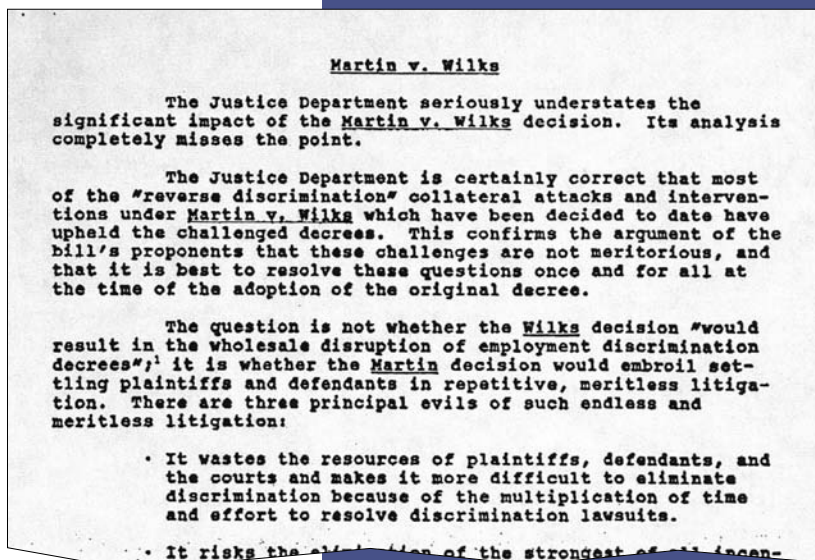 Martin v. Wilks
The Justice Department seriously understates the
significant impact of the Martin v. Wilks decision. Its analysis
completely misses the point.
The Justice Department is certainly correct that most
of the "reverse discrimination" collateral attacks and interven-
tions under Martin v. Wilks which have been decided to date have
upheld the challenged decrees. This confirms the argument of the
bill's proponents that these challenges are not meritorious, and
that it is best to resolve these questions once and for all at
the time of the adoption of the original decree.
The question is not whether the Wilks decision "would
result in the wholesale disruption of employment discrimination
decrees";¹ it is whether the Martin decision would embroil set-
tling plaintiffs and defendants in repetitive, meritless litiga-
tion. There are three principal evils of such endless and
meritless litigation:
· It wastes the resources of plaintiffs, defendants, and
the courts and makes it more difficult to eliminate
discrimination because of the multiplication of time
and effort to resolve discrimination lawsuits.
· It risks the elimination of the strongest of all incen-